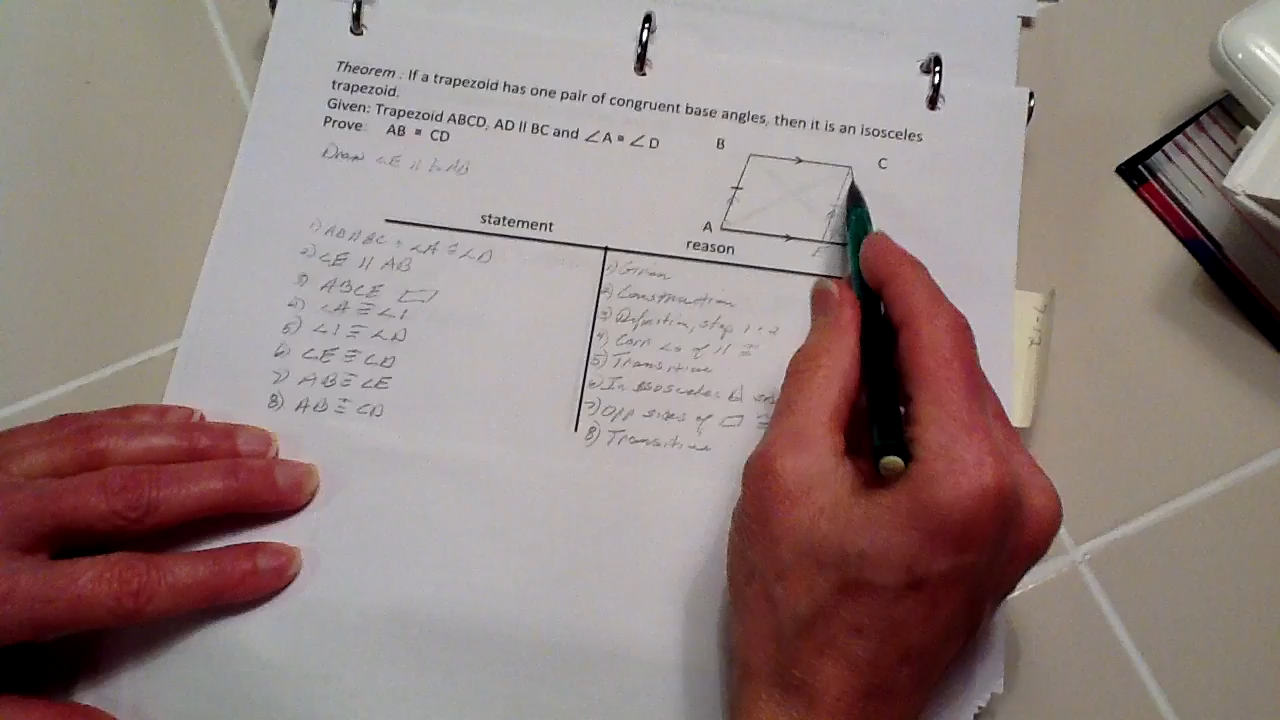 Theorem : If a trapezoid has one pair of congruent base angles, then it is an isosceles
trapezoid.
Given: Trapezoid ABCD, AD ll BC and ∠A ≅ ∠D
Prove: AB ≅ CD
Draw CE || to AB
B
C
A
E
statement
reason
1) AD || BC, ∠A ≅ ∠D
2) CE || AB
3) ABCE ▱
4) ∠A ≅ ∠1
5) ∠1 ≅ ∠D
6) CE ≅ CD
7) AB ≅ CE
8) AB ≅ CD
1) Given
2) Construction
3) Definition, step 1 + 2
4) Corr ∠s of || ≅
5) Transitive
6) In isosceles △
7) Opp sides of ▱ ≅
8) Transitive